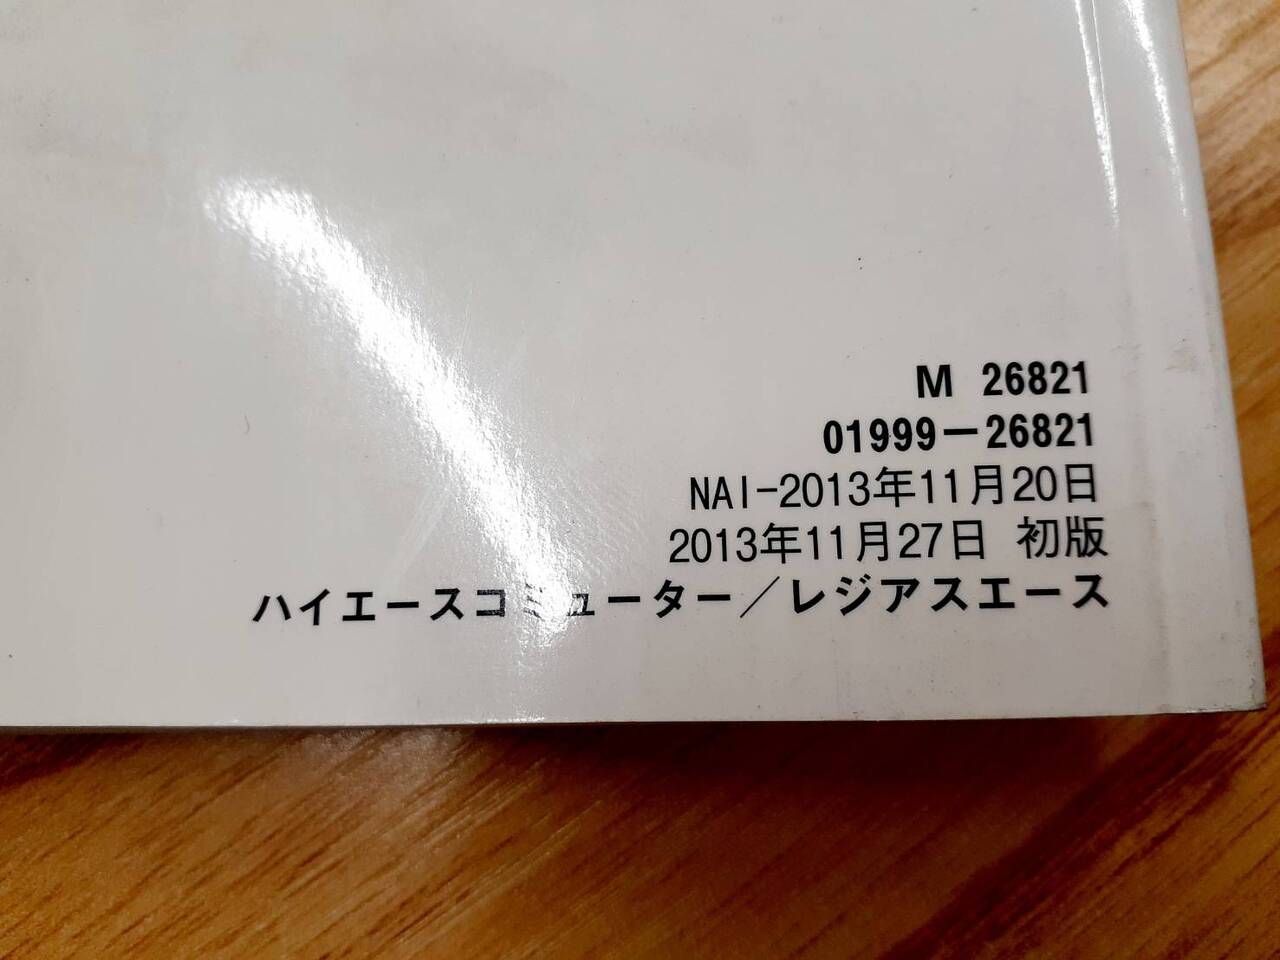 M 26821
01999-26821
NAI-2013年11月20日
2013年11月27日 初版
ハイエースコミューター/レジアスエース